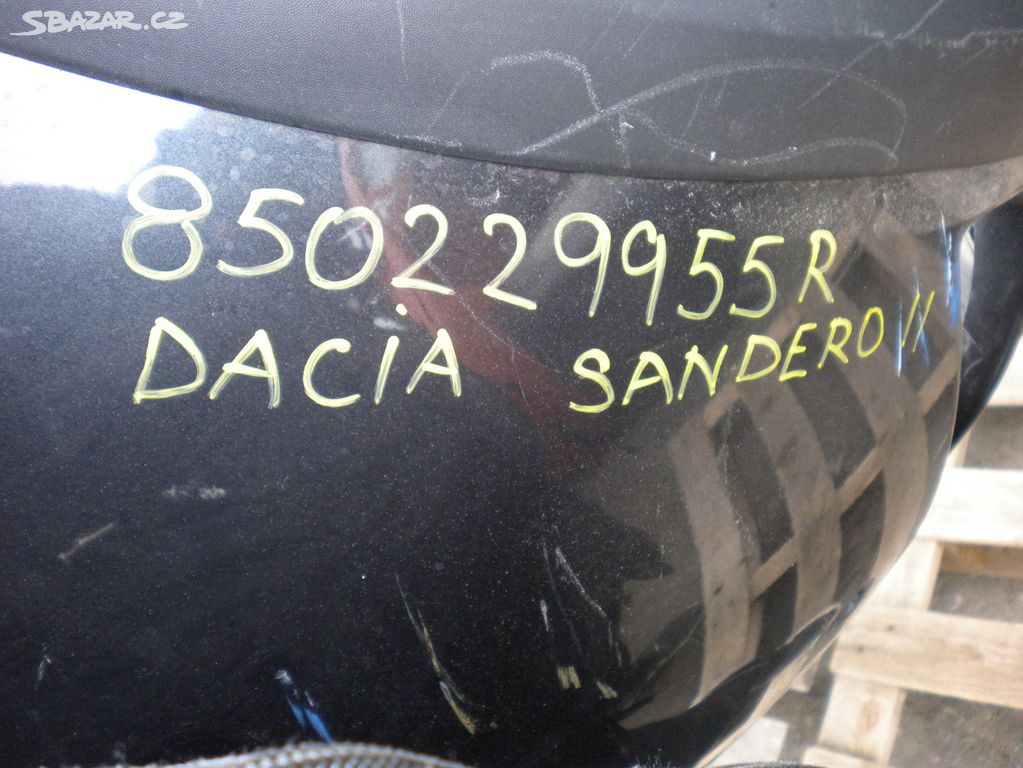 SBAZAR.CZ
850229955R
DACiA SANDERO II